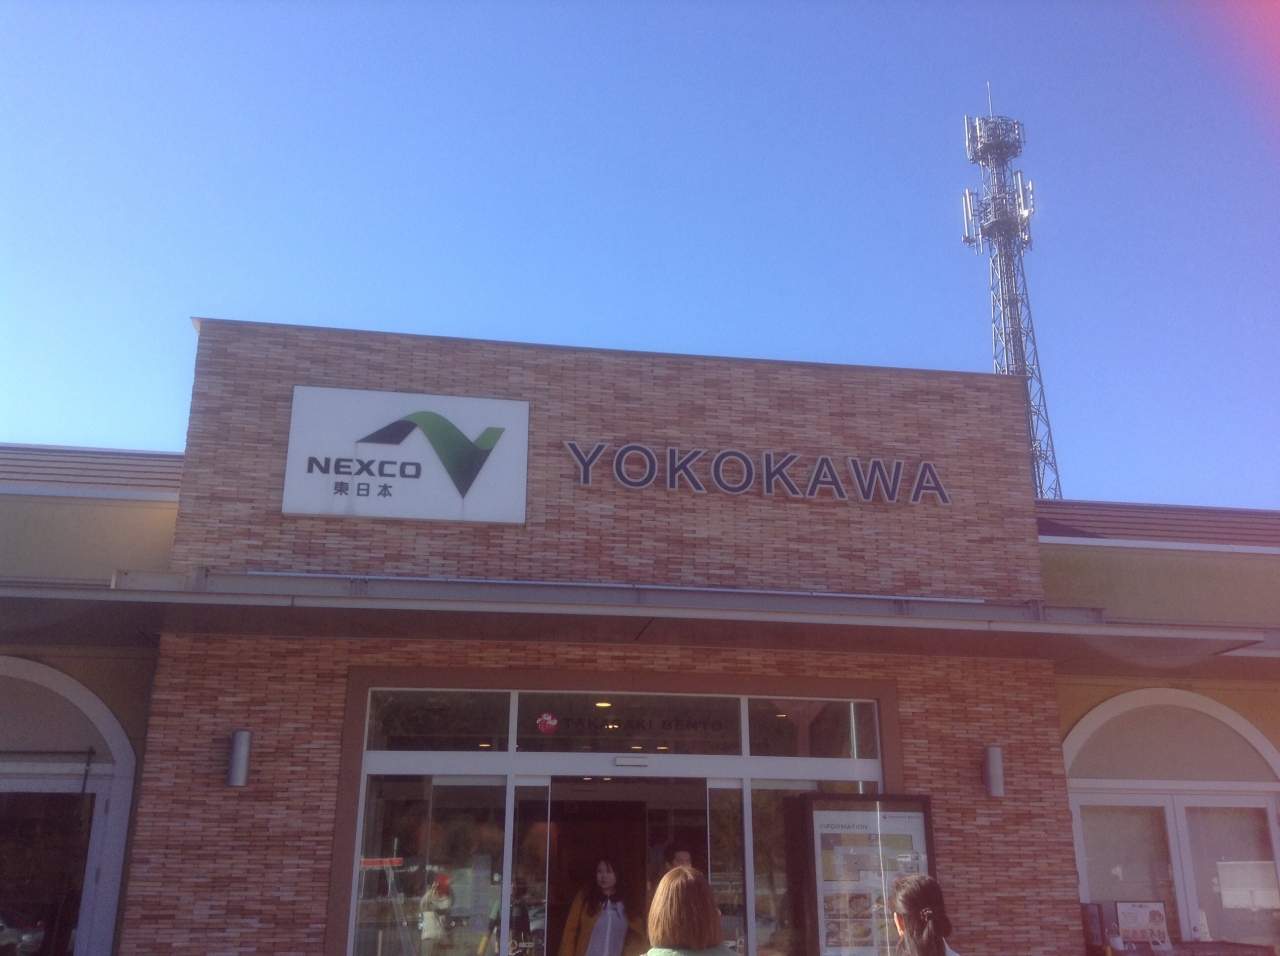 NEXCO
東日本
YOKOKAWA
TAKASAKI BENTO
INFORMATION